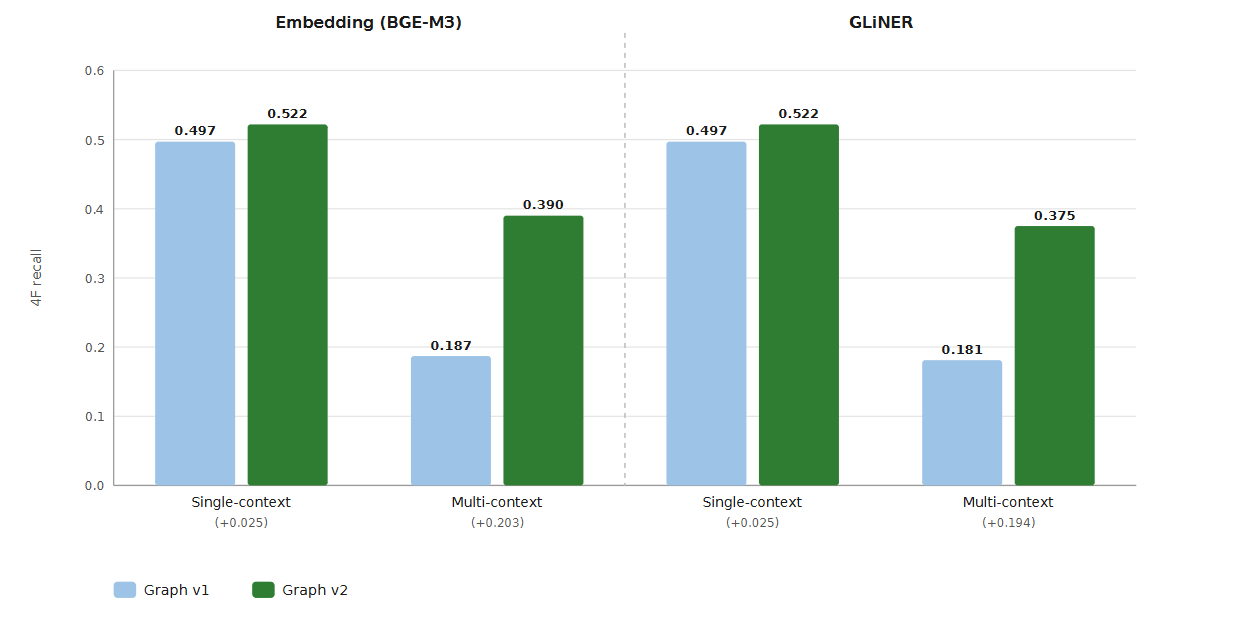 Embedding (BGE-M3)
GLiNER
4F recall
0.6
0.5
0.4
0.3
0.2
0.1
0.0
0.497
0.522
0.187
0.390
0.497
0.522
0.181
0.375
Single-context
(+0.025)
Multi-context
(+0.203)
Single-context
(+0.025)
Multi-context
(+0.194)
Graph v1
Graph v2